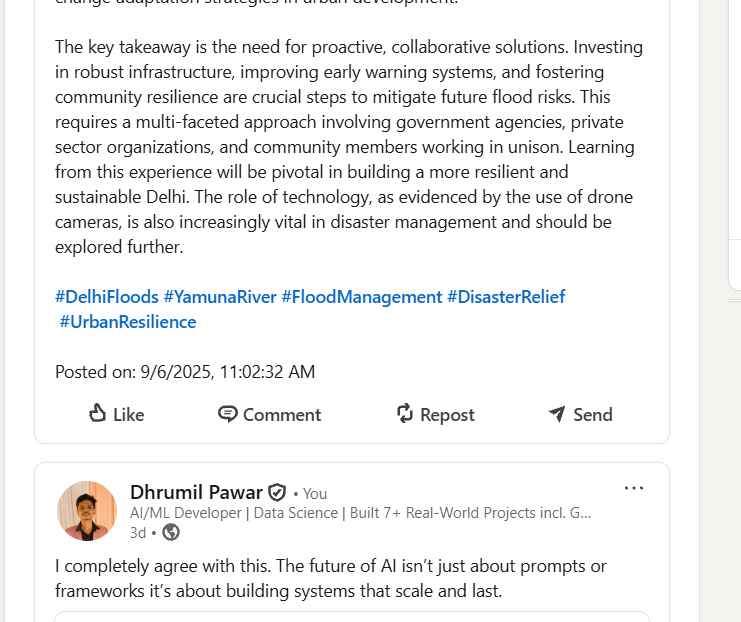 change adaptation strategies in urban development.
The key takeaway is the need for proactive, collaborative solutions. Investing
in robust infrastructure, improving early warning systems, and fostering
community resilience are crucial steps to mitigate future flood risks. This
requires a multi-faceted approach involving government agencies, private
sector organizations, and community members working in unison. Learning
from this experience will be pivotal in building a more resilient and
sustainable Delhi. The role of technology, as evidenced by the use of drone
cameras, is also increasingly vital in disaster management and should be
explored further.
#DelhiFloods #YamunaRiver #FloodManagement #DisasterRelief
#UrbanResilience
Posted on: 9/6/2025, 11:02:32 AM
Like Comment Repost Send
Dhrumil Pawar • You
AI/ML Developer | Data Science | Built 7+ Real-World Projects incl. G...
3d •
I completely agree with this. The future of AI isn’t just about prompts or
frameworks it’s about building systems that scale and last.